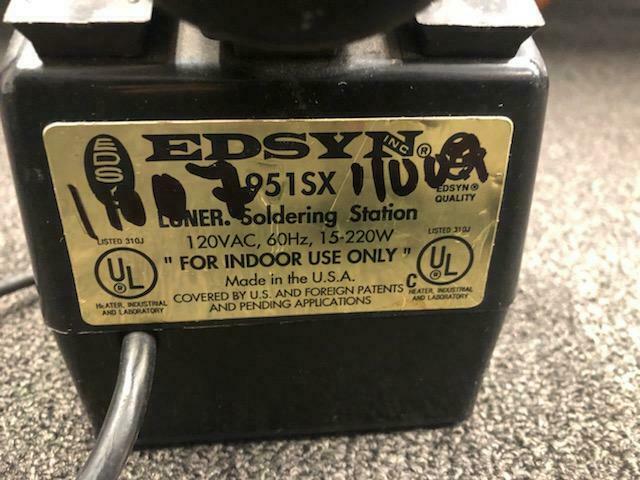 EDSYN INC®
951SX
EDSYN®
QUALITY
LONER® Soldering Station
120VAC, 60Hz, 15-220W
" FOR INDOOR USE ONLY "
Made in the U.S.A.
COVERED BY U.S. AND FOREIGN PATENTS
AND PENDING APPLICATIONS
LISTED 310J
UL®
HEATER, INDUSTRIAL
AND LABORATORY
LISTED 310J
C UL®
HEATER, INDUSTRIAL
AND LABORATORY